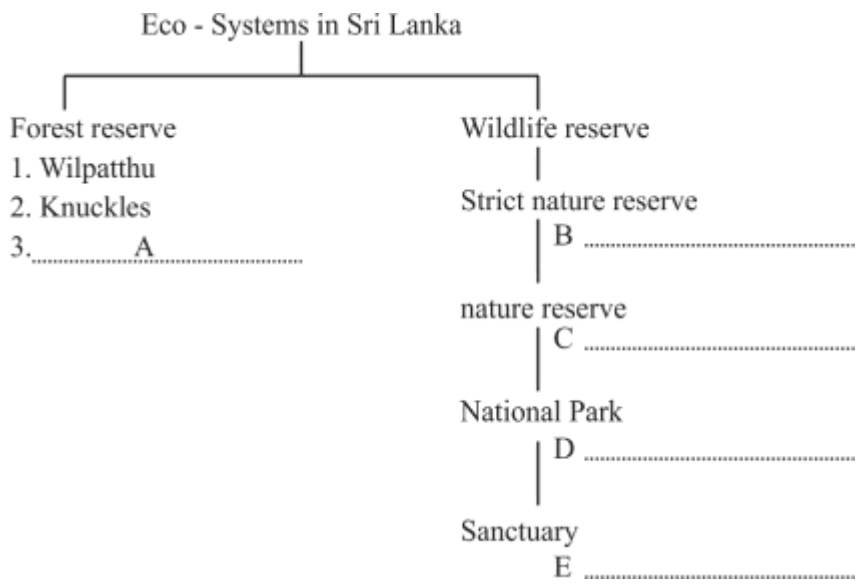 Eco - Systems in Sri Lanka
Forest reserve
1. Wilpatthu
2. Knuckles
3. A
Wildlife reserve
Strict nature reserve
B
nature reserve
C
National Park
D
Sanctuary
E